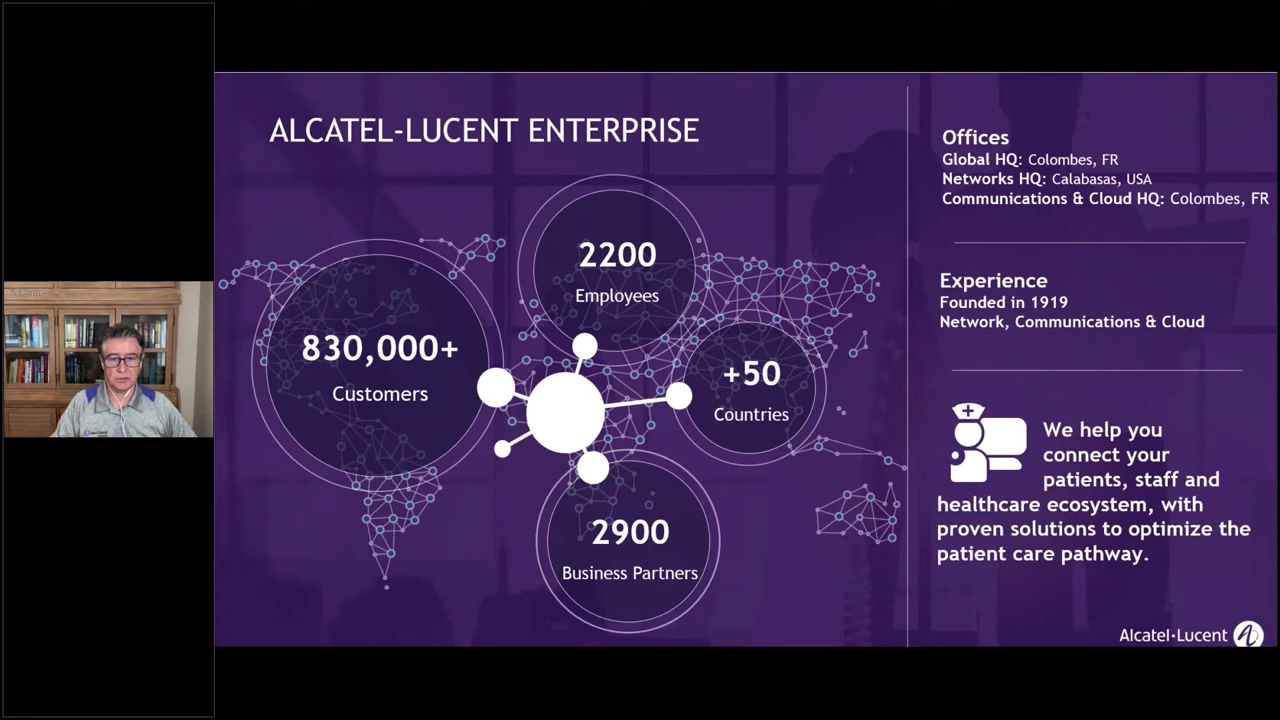 ALCATEL-LUCENT ENTERPRISE
2200
Employees
830,000+
Customers
+50
Countries
2900
Business Partners
Offices
Global HQ: Colombes, FR
Networks HQ: Calabasas, USA
Communications & Cloud HQ: Colombes, FR
Experience
Founded in 1919
Network, Communications & Cloud
We help you
connect your
patients, staff and
healthcare ecosystem, with
proven solutions to optimize the
patient care pathway.
Alcatel·Lucent